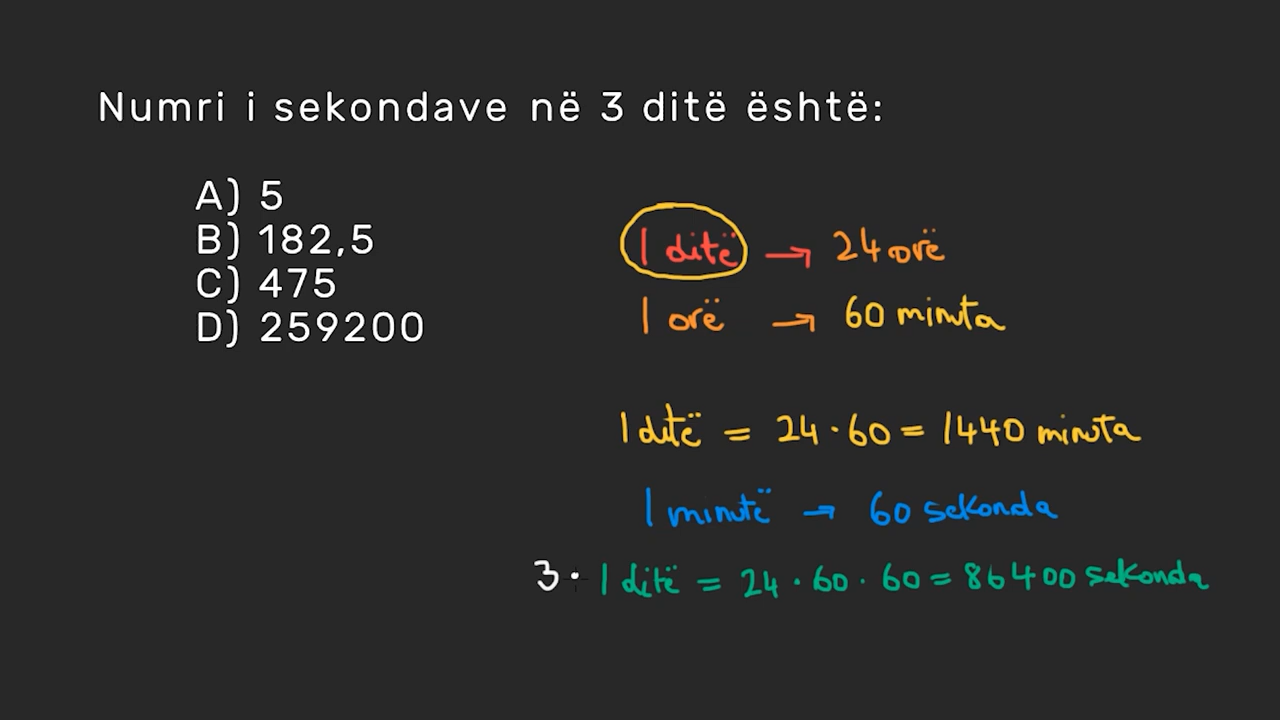 Numri i sekondave në 3 ditë është:
A) 5
B) 182,5
C) 475
D) 259200
1 ditë → 24 orë
1 orë → 60 minuta
1 ditë = 24 · 60 = 1440 minuta
1 minutë → 60 sekonda
3 · 1 ditë = 24 · 60 · 60 = 86400 sekonda